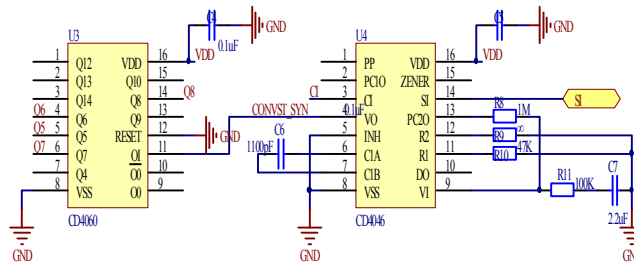 C4
GND
0.1uF
C5
GND
U3
VDD
U4
VDD
1 Q12 VDD 16
2 Q13 Q10 15
3 Q14 Q8 14 Q8
Q6 4 Q6 Q9 13
Q5 5 Q5 RESET 12 GND
Q7 6 Q7 O1 11
7 Q4 O0 10
8 VSS O0 9
CD4060
GND
1 PP VDD 16
2 PC1O ZENER 15
CI 3 CI SI 14 SI
CONVST_SYN 0.1uF 4 VO PC2O 13 R8 1M
5 INH R2 12 R9 ∞
C6 1100pF 6 C1A R1 11 R10 47K
7 C1B DO 10
8 VSS VI 9
R11 100K
C7
2.2uF
CD4046
GND
GND